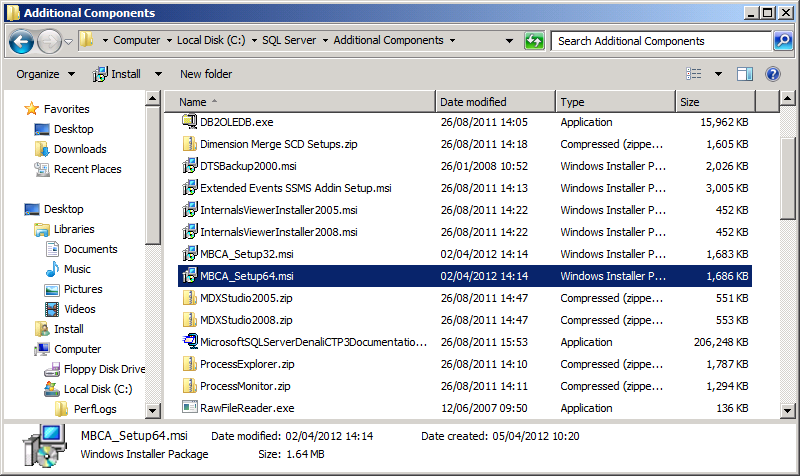 Additional Components
Computer Local Disk (C:) SQL Server Additional Components Search Additional Components
Organize Install New folder
Favorites
Desktop
Downloads
Recent Places
Desktop
Libraries
Documents
Music
Pictures
Videos
Install
Computer
Floppy Disk Drive
Local Disk (C:)
PerfLogs
Name Date modified Type Size
DB2OLEDB.exe 26/08/2011 14:05 Application 15,962 KB
Dimension Merge SCD Setups.zip 26/08/2011 14:18 Compressed (zippe... 1,605 KB
DTSBackup2000.msi 26/01/2008 10:52 Windows Installer P... 2,026 KB
Extended Events SSMS Addin Setup.msi 26/08/2011 14:13 Windows Installer P... 3,005 KB
InternalsViewerInstaller2005.msi 26/08/2011 14:22 Windows Installer P... 452 KB
InternalsViewerInstaller2008.msi 26/08/2011 14:22 Windows Installer P... 452 KB
MBCA_Setup32.msi 02/04/2012 14:14 Windows Installer P... 1,683 KB
MBCA_Setup64.msi 02/04/2012 14:14 Windows Installer P... 1,686 KB
MDXStudio2005.zip 26/08/2011 14:47 Compressed (zippe... 551 KB
MDXStudio2008.zip 26/08/2011 14:47 Compressed (zippe... 553 KB
MicrosoftSQLServerDenaliCTP3Documentatio... 26/08/2011 15:53 Application 206,248 KB
ProcessExplorer.zip 26/08/2011 14:10 Compressed (zippe... 1,787 KB
ProcessMonitor.zip 26/08/2011 14:11 Compressed (zippe... 1,294 KB
RawFileReader.exe 12/06/2007 09:50 Application 136 KB
MBCA_Setup64.msi Date modified: 02/04/2012 14:14 Date created: 05/04/2012 10:20
Windows Installer Package Size: 1.64 MB